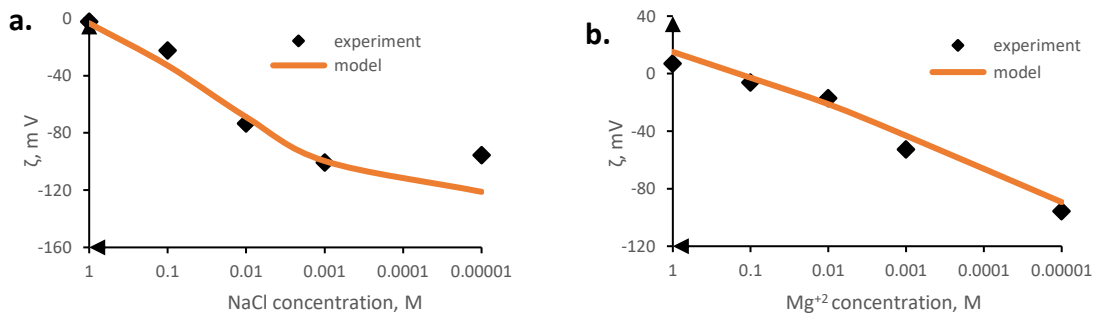 a.
0
-40
-80
-120
-160
ζ, m V
experiment
model
1
0.1
0.01
0.001
0.0001
0.00001
NaCl concentration, M
b.
40
0
-40
-80
-120
ζ, mV
experiment
model
1
0.1
0.01
0.001
0.0001
0.00001
Mg+2 concentration, M